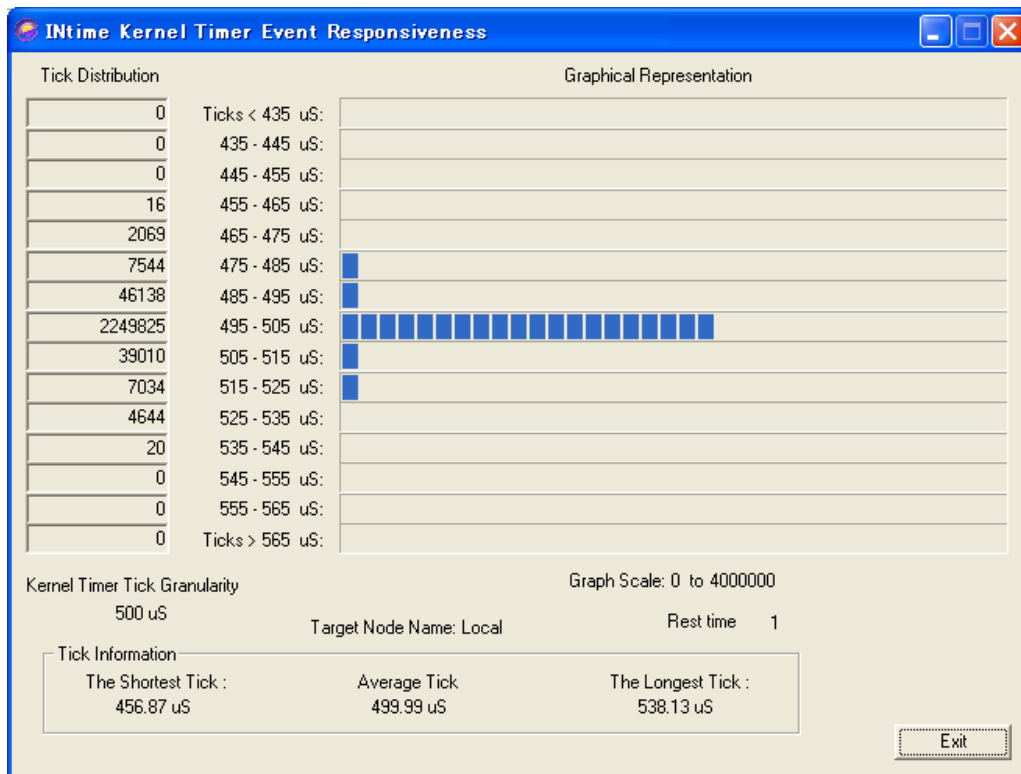 INtime Kernel Timer Event Responsiveness
Tick Distribution Graphical Representation
0 Ticks < 435 uS:
0 435 - 445 uS:
0 445 - 455 uS:
16 455 - 465 uS:
2069 465 - 475 uS:
7544 475 - 485 uS:
46138 485 - 495 uS:
2249825 495 - 505 uS:
39010 505 - 515 uS:
7034 515 - 525 uS:
4644 525 - 535 uS:
20 535 - 545 uS:
0 545 - 555 uS:
0 555 - 565 uS:
0 Ticks > 565 uS:
Kernel Timer Tick Granularity Graph Scale: 0 to 4000000
500 uS Target Node Name: Local Rest time 1
Tick Information
The Shortest Tick : Average Tick The Longest Tick :
456.87 uS 499.99 uS 538.13 uS
Exit